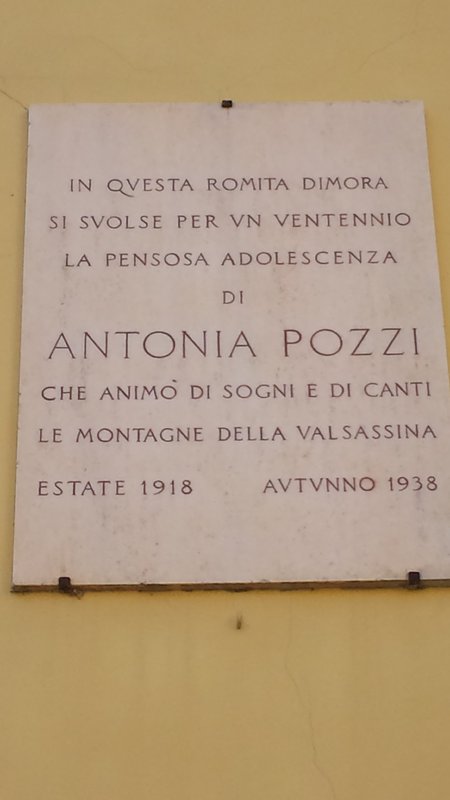 IN QVESTA ROMITA DIMORA
SI SVOLSE PER VN VENTENNIO
LA PENSOSA ADOLESCENZA
DI
ANTONIA POZZI
CHE ANIMÒ DI SOGNI E DI CANTI
LE MONTAGNE DELLA VALSASSINA
ESTATE 1918 AVTVNNO 1938